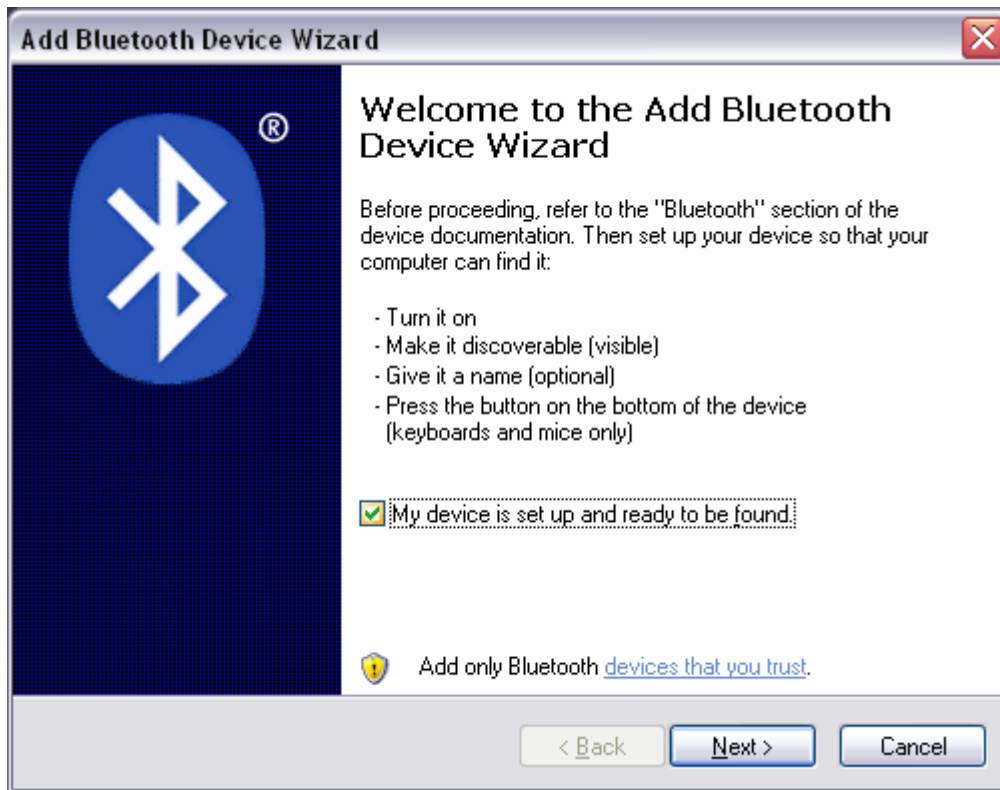 Add Bluetooth Device Wizard
®
Welcome to the Add Bluetooth
Device Wizard
Before proceeding, refer to the "Bluetooth" section of the
device documentation. Then set up your device so that your
computer can find it:
- Turn it on
- Make it discoverable (visible)
- Give it a name (optional)
- Press the button on the bottom of the device
(keyboards and mice only)
My device is set up and ready to be found.
Add only Bluetooth devices that you trust.
< Back Next > Cancel